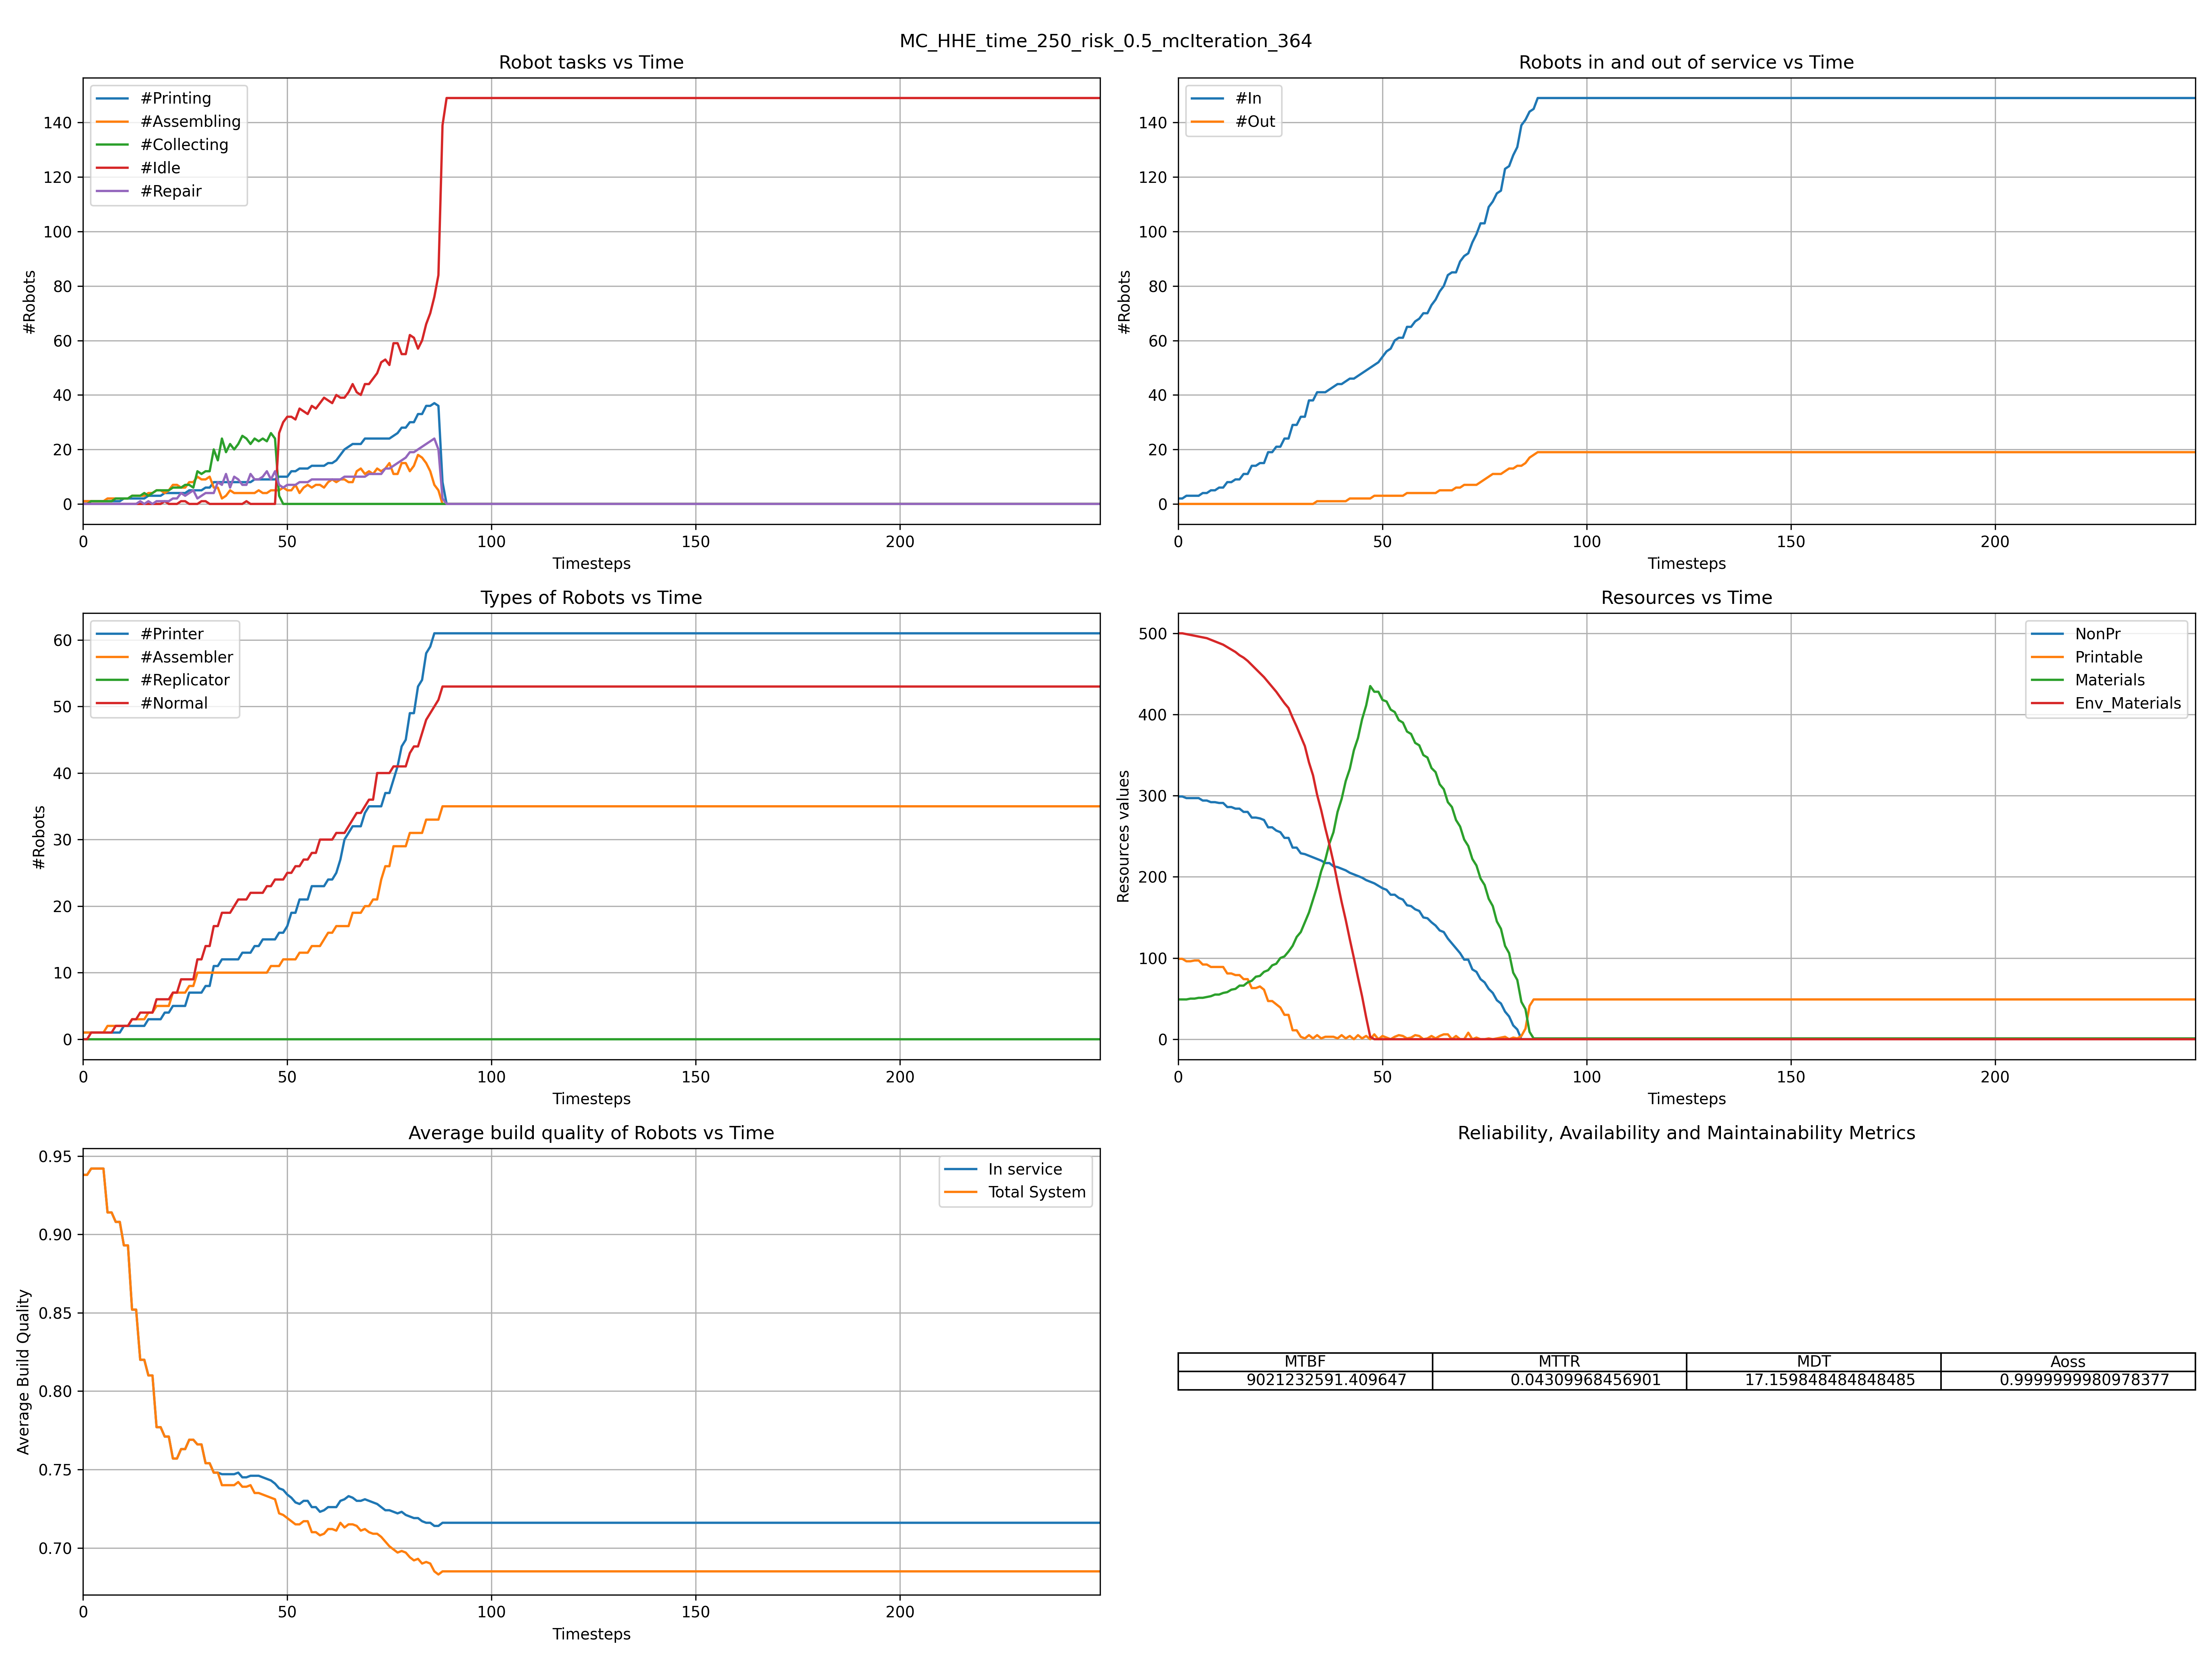 MC_HHE_time_250_risk_0.5_mcIteration_364
Robot tasks vs Time
#Printing
#Assembling
#Collecting
#Idle
#Repair
#Robots
0
20
40
60
80
100
120
140
0 50 100 150 200
Timesteps
Robots in and out of service vs Time
#In
#Out
#Robots
0
20
40
60
80
100
120
140
0 50 100 150 200
Timesteps
Types of Robots vs Time
#Printer
#Assembler
#Replicator
#Normal
#Robots
0
10
20
30
40
50
60
0 50 100 150 200
Timesteps
Resources vs Time
NonPr
Printable
Materials
Env_Materials
Resources values
0
100
200
300
400
500
0 50 100 150 200
Timesteps
Average build quality of Robots vs Time
In service
Total System
Average Build Quality
0.70
0.75
0.80
0.85
0.90
0.95
0 50 100 150 200
Timesteps
Reliability, Availability and Maintainability Metrics
MTBF MTTR MDT Aoss
9021232591.409647 0.04309968456901 17.159848484848485 0.9999999980978377